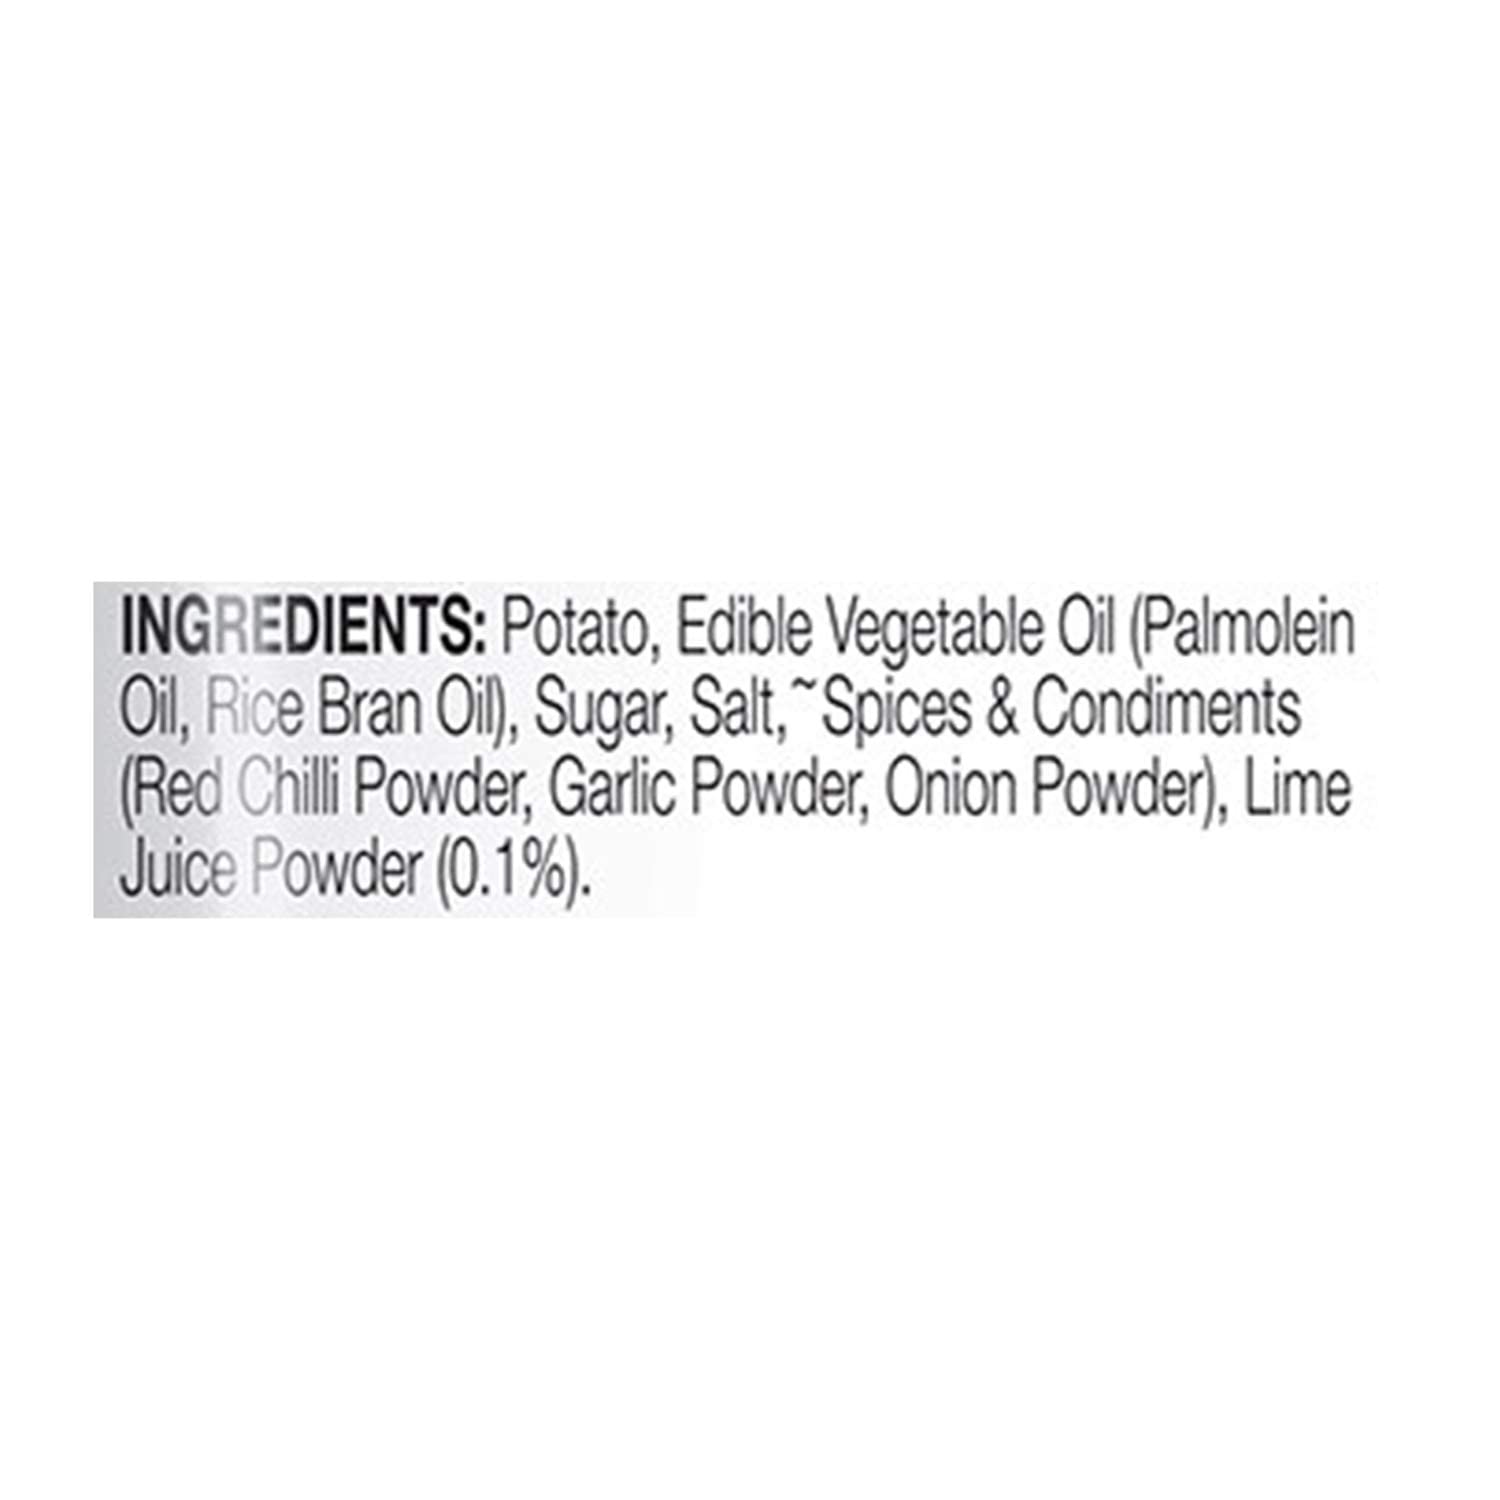 INGREDIENTS: Potato, Edible Vegetable Oil (Palmolein
Oil, Rice Bran Oil), Sugar, Salt,~Spices & Condiments
(Red Chilli Powder, Garlic Powder, Onion Powder), Lime
Juice Powder (0.1%).